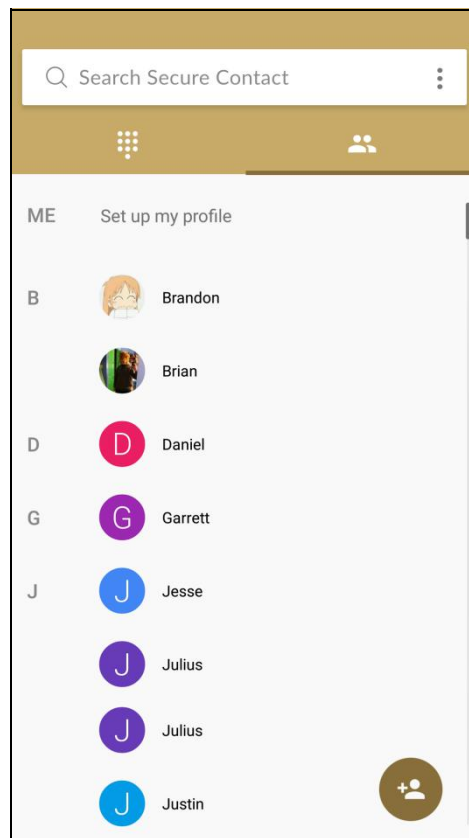 Search Secure Contact
ME Set up my profile
B Brandon
Brian
D D Daniel
G G Garrett
J J Jesse
J Julius
J Julius
J Justin